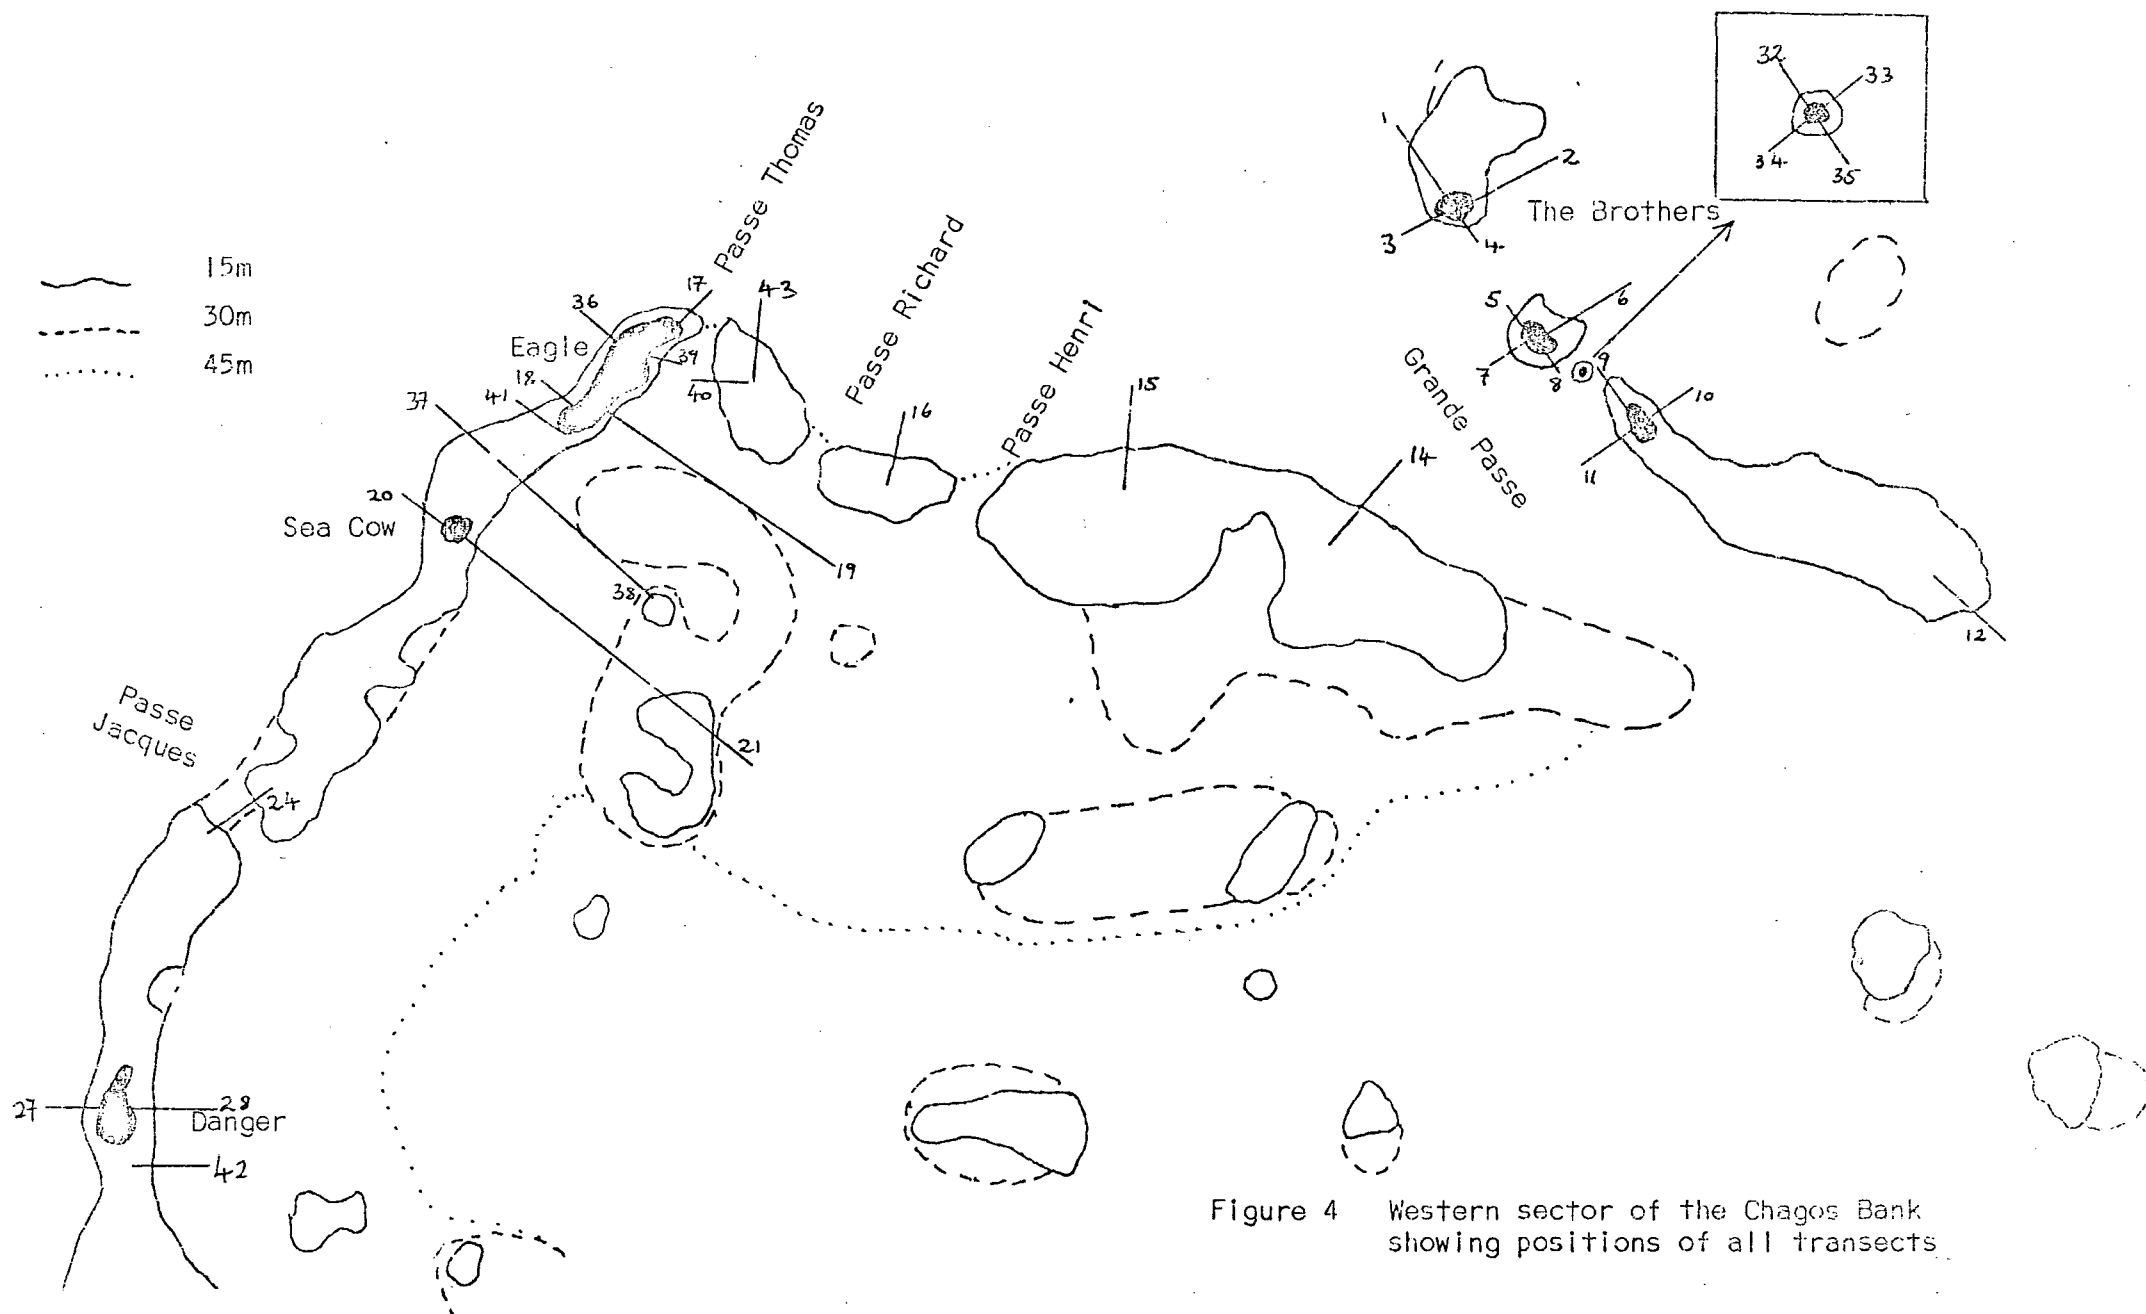 32
33
34
35
1
2
The Brothers
3
4
Passe Thomas
15m
30m
45m
17
43
36
Eagle
39
18
41
40
37
Passe Richard
16
Passe Henri
15
Grande Passe
14
5
6
7
8
9
10
11
12
20
Sea Cow
19
38
21
Passe
Jacques
24
27
28
Danger
42
Figure 4 Western sector of the Chagos Bank
showing positions of all transects